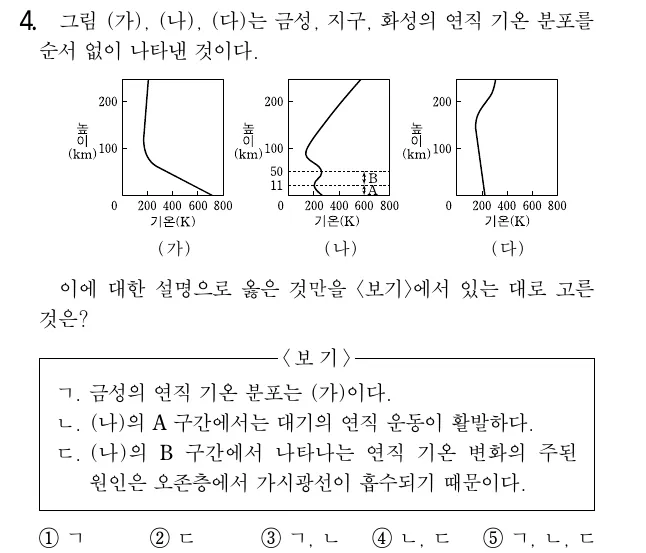 4. 그림 (가), (나), (다)는 금성, 지구, 화성의 연직 기온 분포를
순서 없이 나타낸 것이다.
높이(km) 200 100 0 200 400 600 800 기온(K) (가)
높이(km) 200 100 50 11 B A 0 200 400 600 800 기온(K) (나)
높이(km) 200 100 0 200 400 600 800 기온(K) (다)
이에 대한 설명으로 옳은 것만을 〈보기〉에서 있는 대로 고른
것은?
〈보 기〉
ㄱ. 금성의 연직 기온 분포는 (가)이다.
ㄴ. (나)의 A 구간에서는 대기의 연직 운동이 활발하다.
ㄷ. (나)의 B 구간에서 나타나는 연직 기온 변화의 주된
원인은 오존층에서 가시광선이 흡수되기 때문이다.
① ㄱ ② ㄷ ③ ㄱ, ㄴ ④ ㄴ, ㄷ ⑤ ㄱ, ㄴ, ㄷ